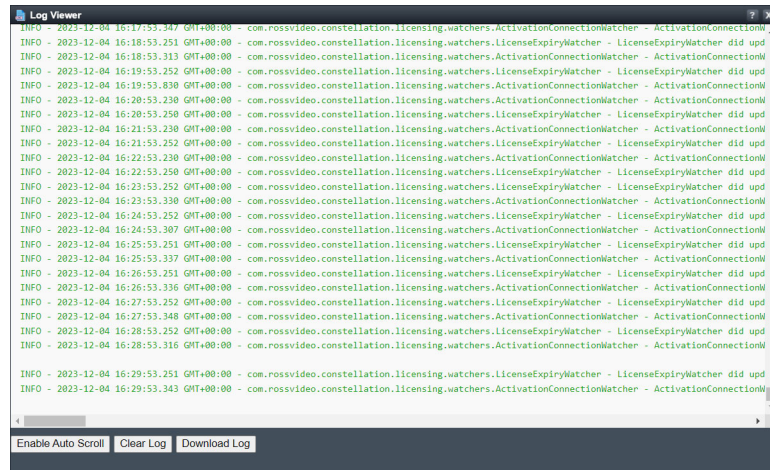 Log Viewer
? X
INFO - 2023-12-04 16:17:53.347 GMT+00:00 - com.rossvideo.constellation.licensing.watchers.ActivationConnectionWatcher - ActivationConnectionW
INFO - 2023-12-04 16:18:53.251 GMT+00:00 - com.rossvideo.constellation.licensing.watchers.LicenseExpiryWatcher - LicenseExpiryWatcher did upd
INFO - 2023-12-04 16:18:53.313 GMT+00:00 - com.rossvideo.constellation.licensing.watchers.ActivationConnectionWatcher - ActivationConnectionW
INFO - 2023-12-04 16:19:53.252 GMT+00:00 - com.rossvideo.constellation.licensing.watchers.LicenseExpiryWatcher - LicenseExpiryWatcher did upd
INFO - 2023-12-04 16:19:53.830 GMT+00:00 - com.rossvideo.constellation.licensing.watchers.ActivationConnectionWatcher - ActivationConnectionW
INFO - 2023-12-04 16:20:53.230 GMT+00:00 - com.rossvideo.constellation.licensing.watchers.ActivationConnectionWatcher - ActivationConnectionW
INFO - 2023-12-04 16:20:53.250 GMT+00:00 - com.rossvideo.constellation.licensing.watchers.LicenseExpiryWatcher - LicenseExpiryWatcher did upd
INFO - 2023-12-04 16:21:53.230 GMT+00:00 - com.rossvideo.constellation.licensing.watchers.ActivationConnectionWatcher - ActivationConnectionW
INFO - 2023-12-04 16:21:53.252 GMT+00:00 - com.rossvideo.constellation.licensing.watchers.LicenseExpiryWatcher - LicenseExpiryWatcher did upd
INFO - 2023-12-04 16:22:53.230 GMT+00:00 - com.rossvideo.constellation.licensing.watchers.ActivationConnectionWatcher - ActivationConnectionW
INFO - 2023-12-04 16:22:53.250 GMT+00:00 - com.rossvideo.constellation.licensing.watchers.LicenseExpiryWatcher - LicenseExpiryWatcher did upd
INFO - 2023-12-04 16:23:53.252 GMT+00:00 - com.rossvideo.constellation.licensing.watchers.LicenseExpiryWatcher - LicenseExpiryWatcher did upd
INFO - 2023-12-04 16:23:53.330 GMT+00:00 - com.rossvideo.constellation.licensing.watchers.ActivationConnectionWatcher - ActivationConnectionW
INFO - 2023-12-04 16:24:53.252 GMT+00:00 - com.rossvideo.constellation.licensing.watchers.LicenseExpiryWatcher - LicenseExpiryWatcher did upd
INFO - 2023-12-04 16:24:53.307 GMT+00:00 - com.rossvideo.constellation.licensing.watchers.ActivationConnectionWatcher - ActivationConnectionW
INFO - 2023-12-04 16:25:53.251 GMT+00:00 - com.rossvideo.constellation.licensing.watchers.LicenseExpiryWatcher - LicenseExpiryWatcher did upd
INFO - 2023-12-04 16:25:53.337 GMT+00:00 - com.rossvideo.constellation.licensing.watchers.ActivationConnectionWatcher - ActivationConnectionW
INFO - 2023-12-04 16:26:53.251 GMT+00:00 - com.rossvideo.constellation.licensing.watchers.LicenseExpiryWatcher - LicenseExpiryWatcher did upd
INFO - 2023-12-04 16:26:53.336 GMT+00:00 - com.rossvideo.constellation.licensing.watchers.ActivationConnectionWatcher - ActivationConnectionW
INFO - 2023-12-04 16:27:53.252 GMT+00:00 - com.rossvideo.constellation.licensing.watchers.LicenseExpiryWatcher - LicenseExpiryWatcher did upd
INFO - 2023-12-04 16:27:53.348 GMT+00:00 - com.rossvideo.constellation.licensing.watchers.ActivationConnectionWatcher - ActivationConnectionW
INFO - 2023-12-04 16:28:53.252 GMT+00:00 - com.rossvideo.constellation.licensing.watchers.LicenseExpiryWatcher - LicenseExpiryWatcher did upd
INFO - 2023-12-04 16:28:53.316 GMT+00:00 - com.rossvideo.constellation.licensing.watchers.ActivationConnectionWatcher - ActivationConnectionW
INFO - 2023-12-04 16:29:53.251 GMT+00:00 - com.rossvideo.constellation.licensing.watchers.LicenseExpiryWatcher - LicenseExpiryWatcher did upd
INFO - 2023-12-04 16:29:53.343 GMT+00:00 - com.rossvideo.constellation.licensing.watchers.ActivationConnectionWatcher - ActivationConnectionW
Enable Auto Scroll Clear Log Download Log